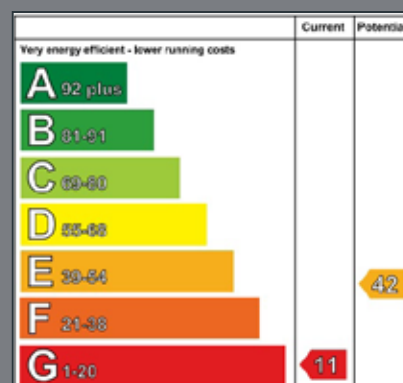 Current Potentia
Very energy efficient - lower running costs
A 92 plus
B 81-91
C 69-80
D 55-68
E 39-54
42
F 21-38
G 1-20
11